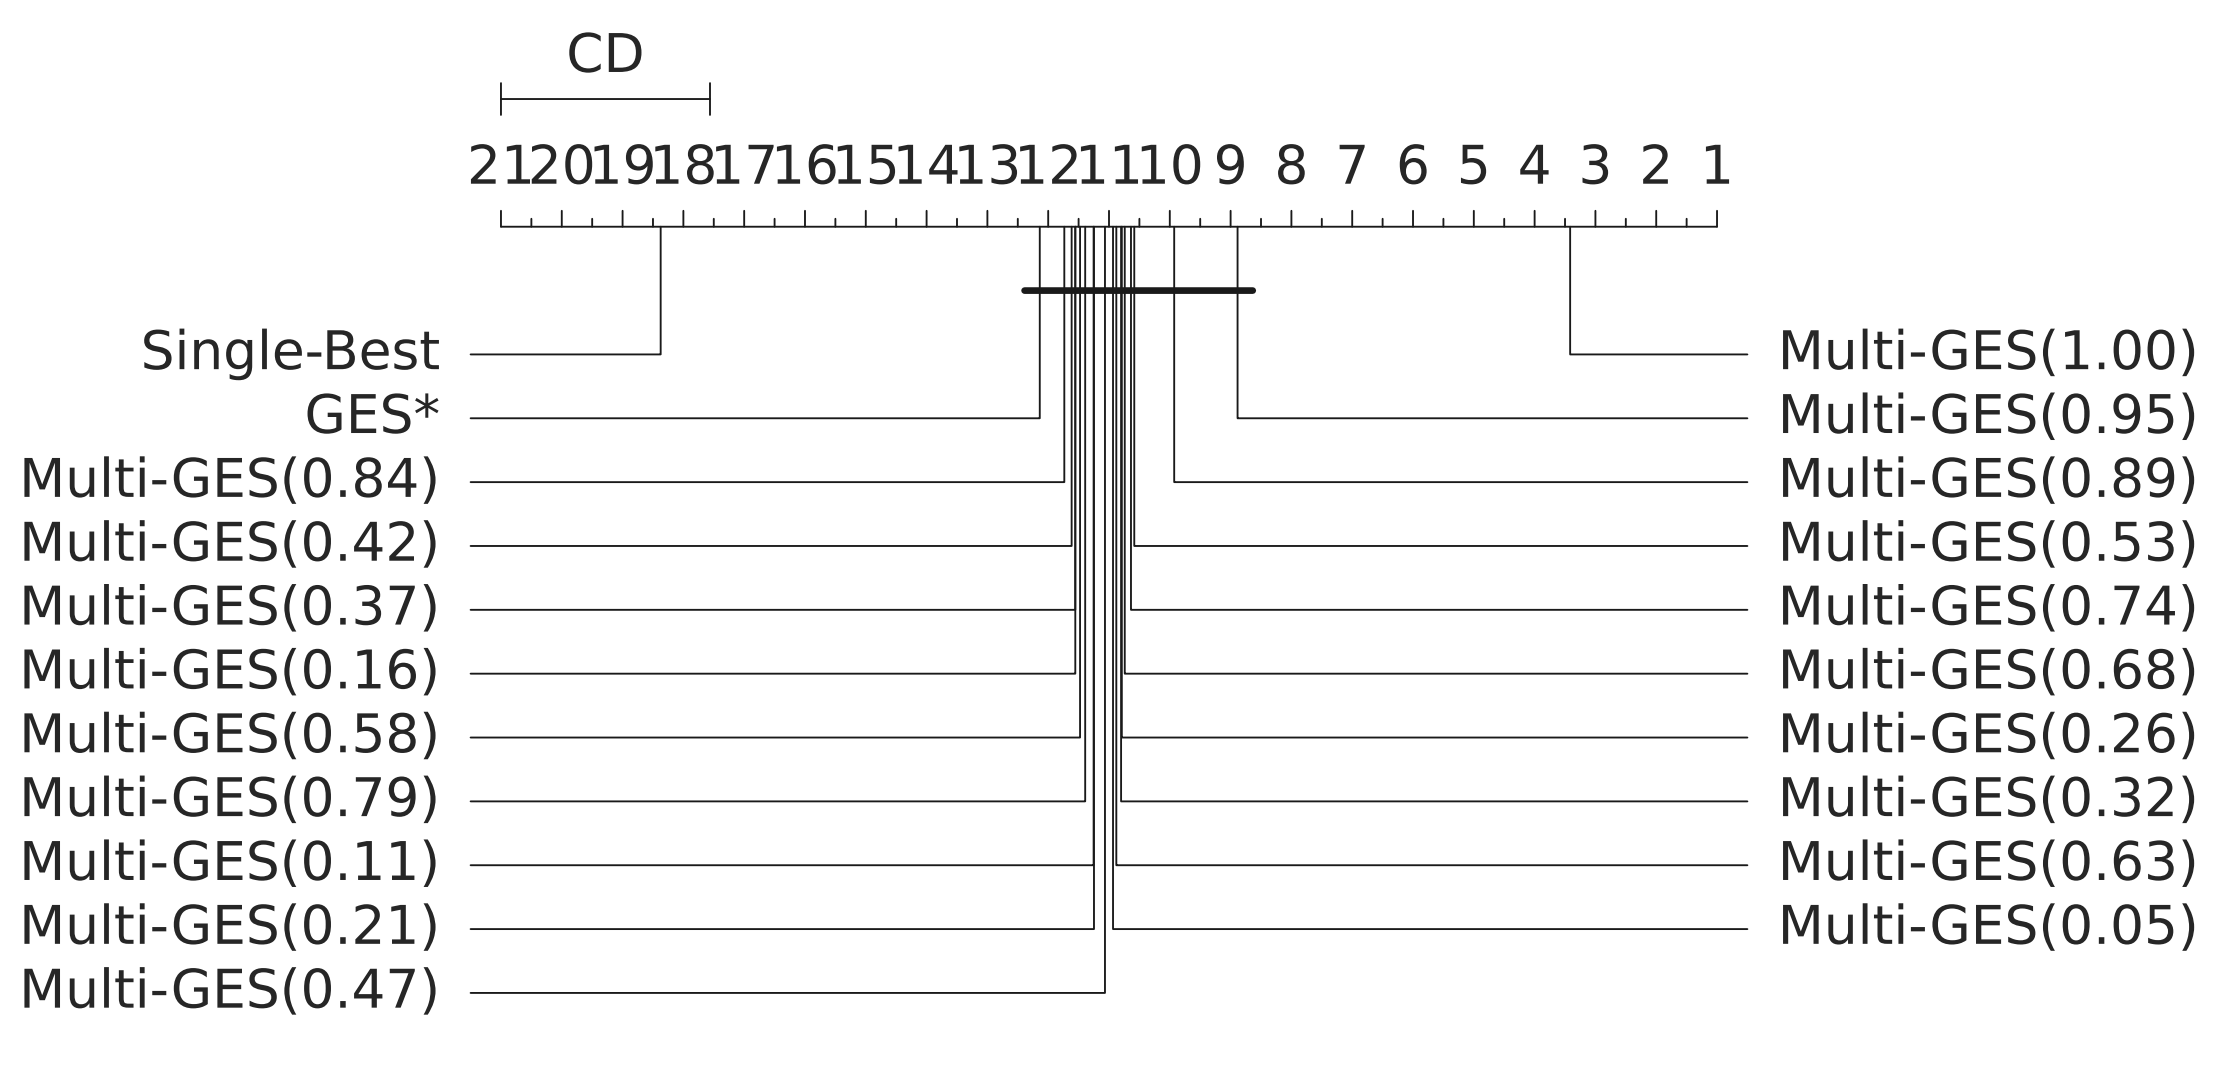 CD
21 20 19 18 17 16 15 14 13 12 11 10 9 8 7 6 5 4 3 2 1
Single-Best
GES*
Multi-GES(0.84)
Multi-GES(0.42)
Multi-GES(0.37)
Multi-GES(0.16)
Multi-GES(0.58)
Multi-GES(0.79)
Multi-GES(0.11)
Multi-GES(0.21)
Multi-GES(0.47)
Multi-GES(1.00)
Multi-GES(0.95)
Multi-GES(0.89)
Multi-GES(0.53)
Multi-GES(0.74)
Multi-GES(0.68)
Multi-GES(0.26)
Multi-GES(0.32)
Multi-GES(0.63)
Multi-GES(0.05)